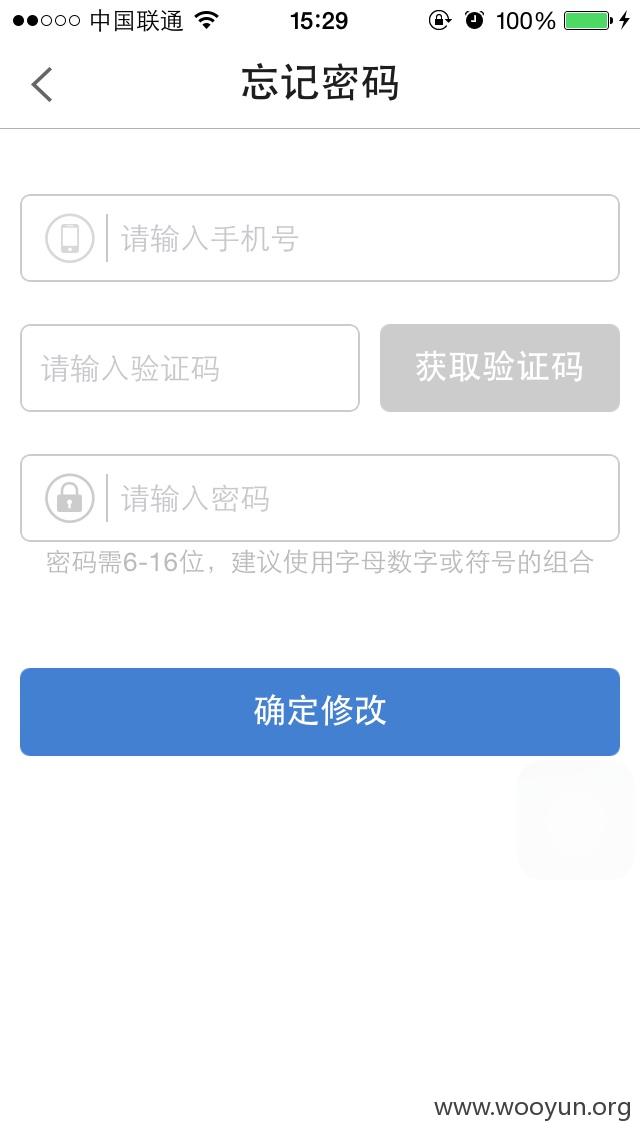 中国联通 15:29 100%
忘记密码
请输入手机号
请输入验证码 获取验证码
请输入密码
密码需6-16位，建议使用字母数字或符号的组合
确定修改
www.wooyun.org